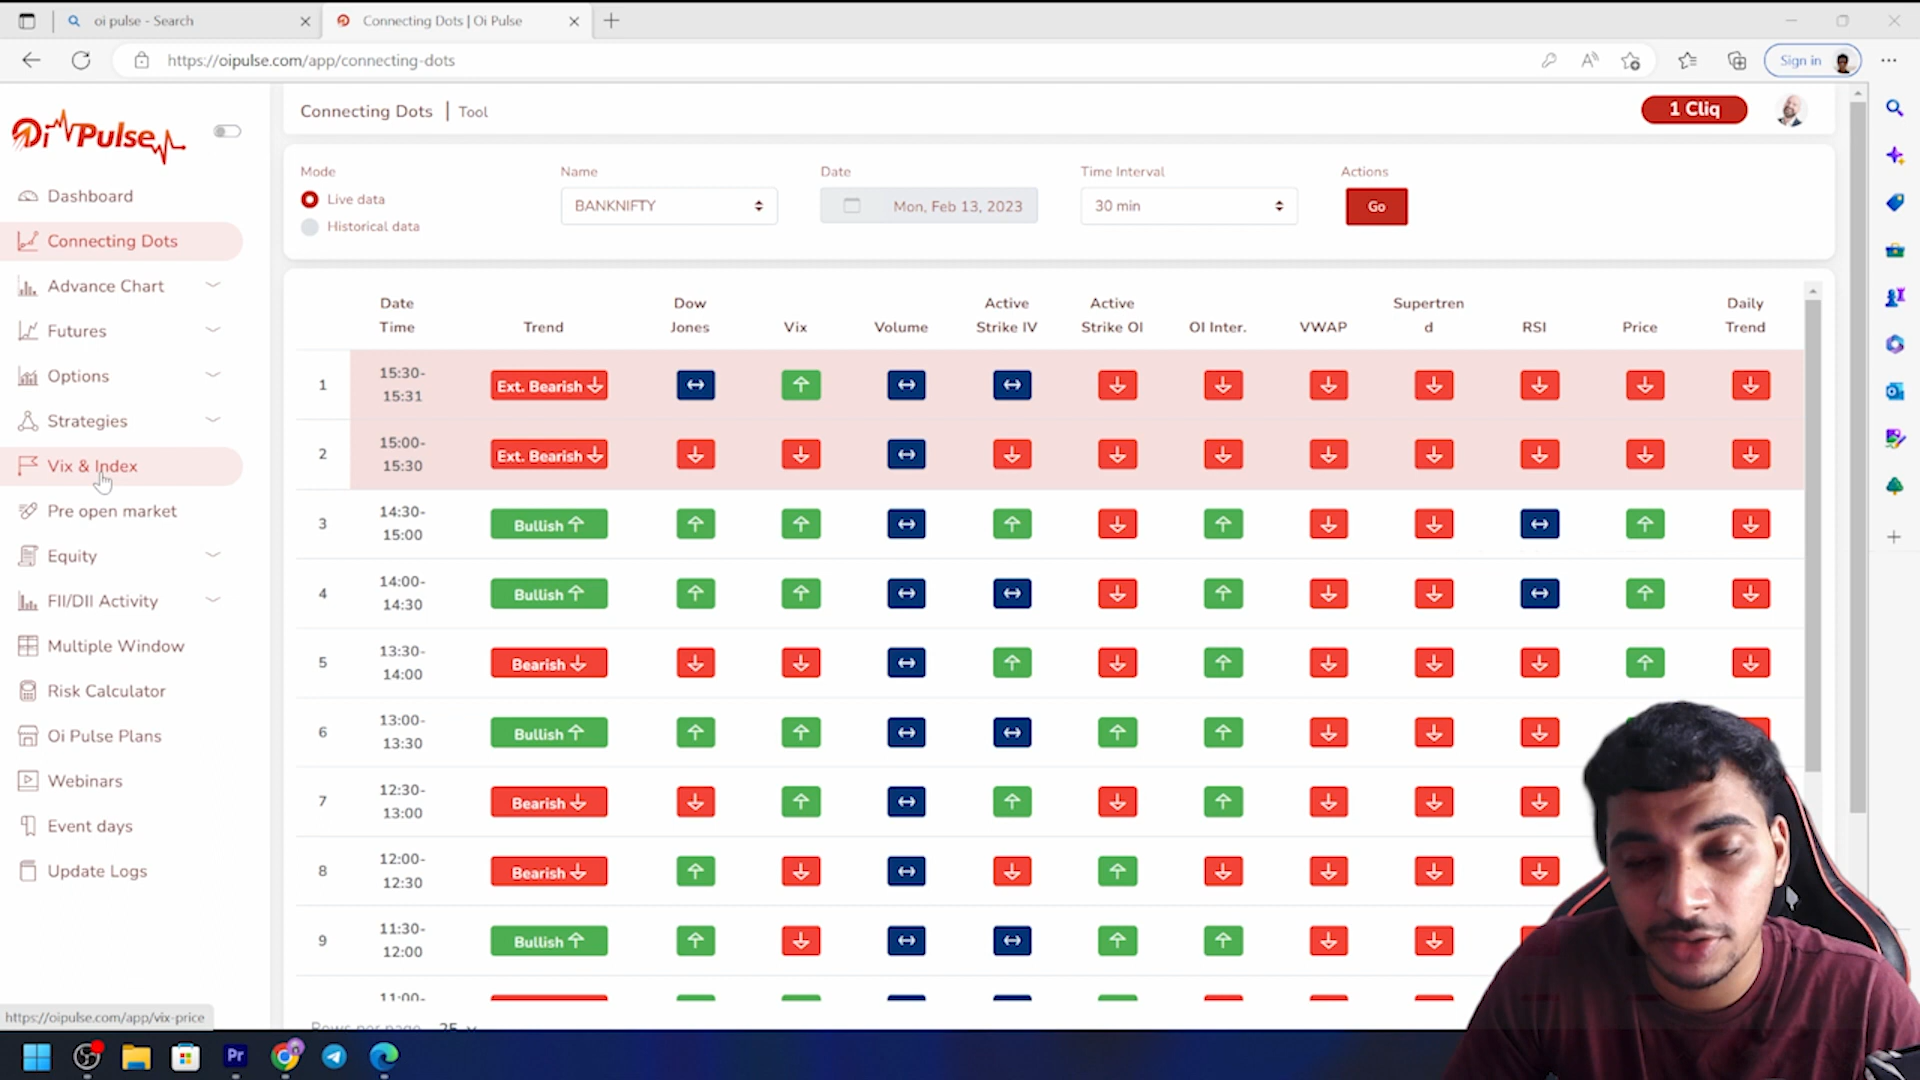 oi pulse - Search
Connecting Dots | Oi Pulse
https://oipulse.com/app/connecting-dots
Sign in
Oi Pulse
Dashboard
Connecting Dots
Advance Chart
Futures
Options
Strategies
Vix & Index
Pre open market
Equity
FII/DII Activity
Multiple Window
Risk Calculator
Oi Pulse Plans
Webinars
Event days
Update Logs
https://oipulse.com/app/vix-price
Connecting Dots | Tool
1 Cliq
Mode
Live data
Historical data
Name
BANKNIFTY
Date
Mon, Feb 13, 2023
Time Interval
30 min
Actions
Go
Date Time
Trend
Dow Jones
Vix
Volume
Active Strike IV
Active Strike OI
OI Inter.
VWAP
Supertren d
RSI
Price
Daily Trend
1 15:30-15:31 Ext. Bearish
2 15:00-15:30 Ext. Bearish
3 14:30-15:00 Bullish
4 14:00-14:30 Bullish
5 13:30-14:00 Bearish
6 13:00-13:30 Bullish
7 12:30-13:00 Bearish
8 12:00-12:30 Bearish
9 11:30-12:00 Bullish
11:00-
Rows per page 25
Pr